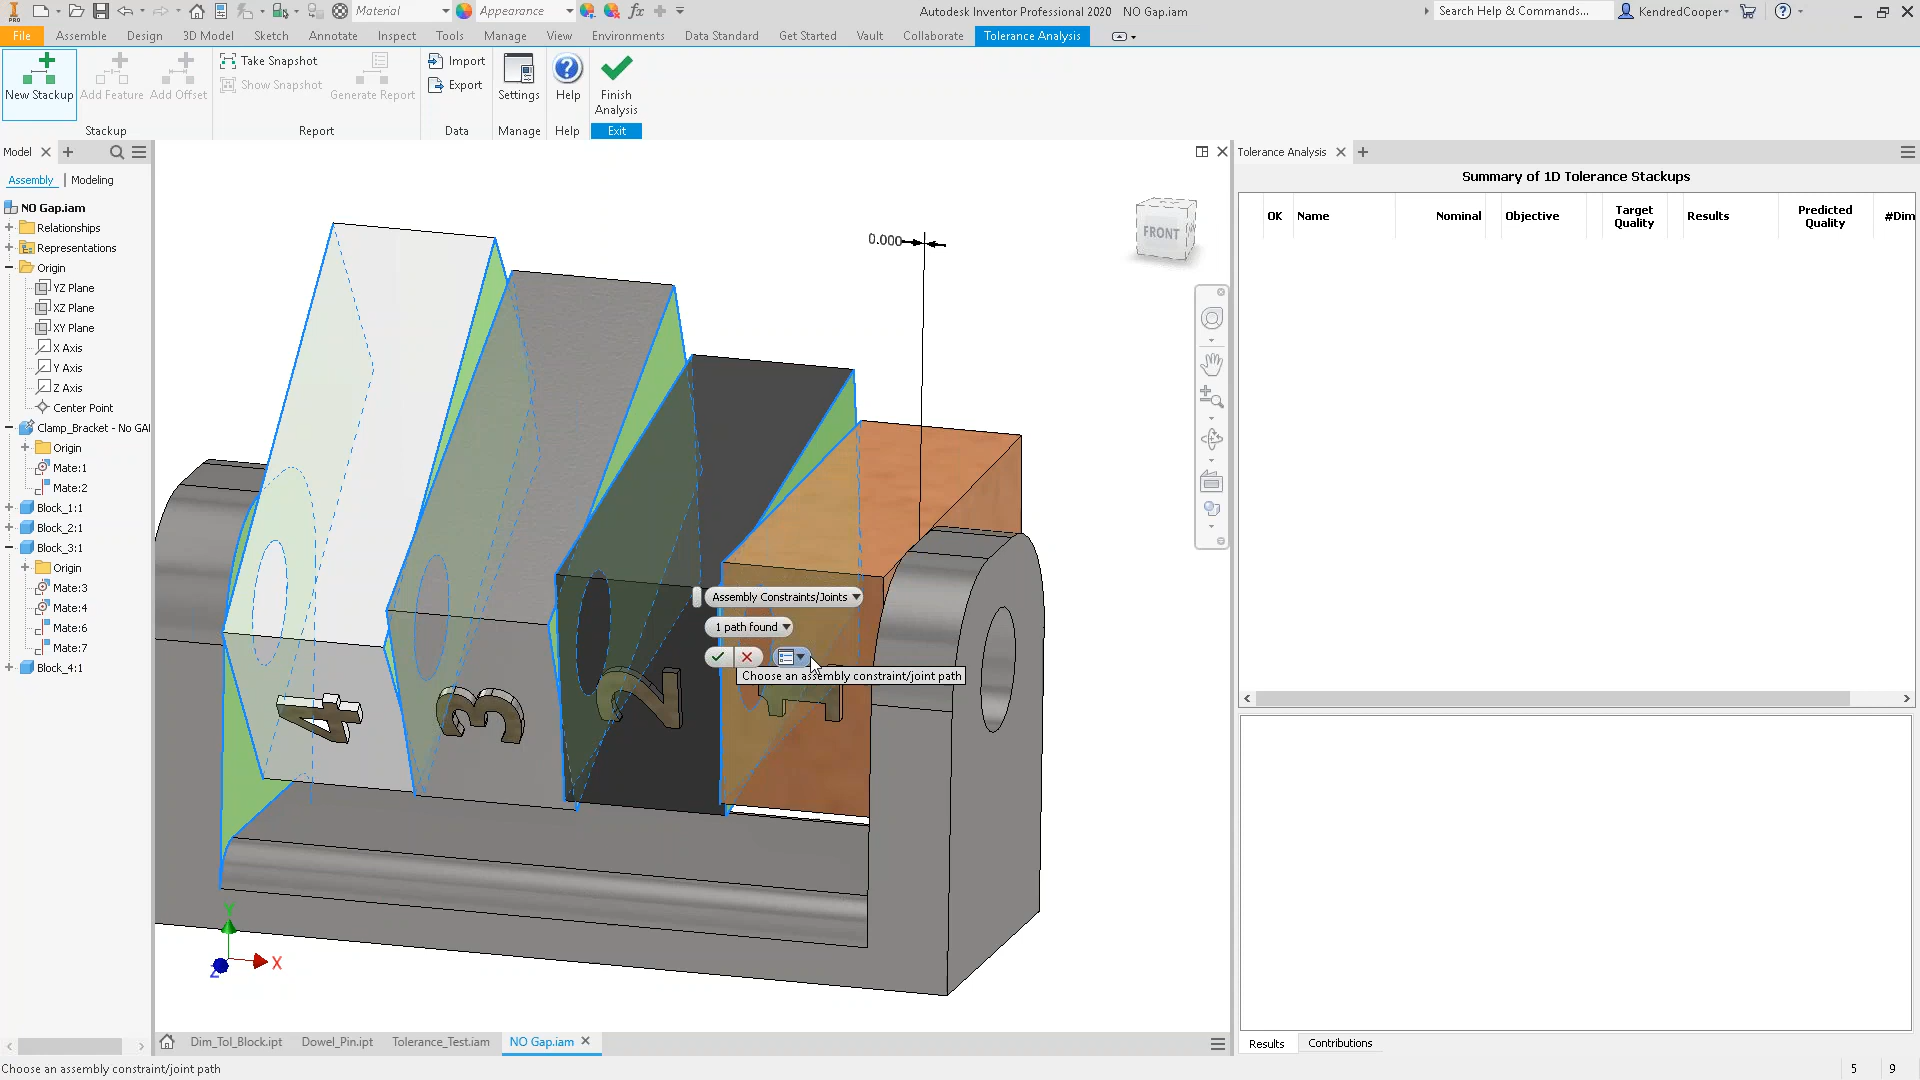 PRO
Material
Appearance
fx
Autodesk Inventor Professional 2020 NO Gap.iam
Search Help & Commands...
KendredCooper
File Assemble Design 3D Model Sketch Annotate Inspect Tools Manage View Environments Data Standard Get Started Vault Collaborate Tolerance Analysis
New Stackup
Add Feature
Add Offset
Take Snapshot
Show Snapshot
Generate Report
Import
Export
Settings
Help
Finish
Analysis
Stackup
Report
Data
Manage
Help
Exit
Model
Assembly | Modeling
NO Gap.iam
Relationships
Representations
Origin
YZ Plane
XZ Plane
XY Plane
X Axis
Y Axis
Z Axis
Center Point
Clamp_Bracket - No GA
Origin
Mate:1
Mate:2
Block_1:1
Block_2:1
Block_3:1
Origin
Mate:3
Mate:4
Mate:6
Mate:7
Block_4:1
0.000
FRONT
4
3
2
1
Assembly Constraints/Joints
1 path found
Choose an assembly constraint/joint path
Y
X
Z
Tolerance Analysis
Summary of 1D Tolerance Stackups
OK Name Nominal Objective Target Quality Results Predicted Quality #Dim
Dim_Tol_Block.ipt Dowel_Pin.ipt Tolerance_Test.iam NO Gap.iam
Results Contributions
Choose an assembly constraint/joint path
5 9